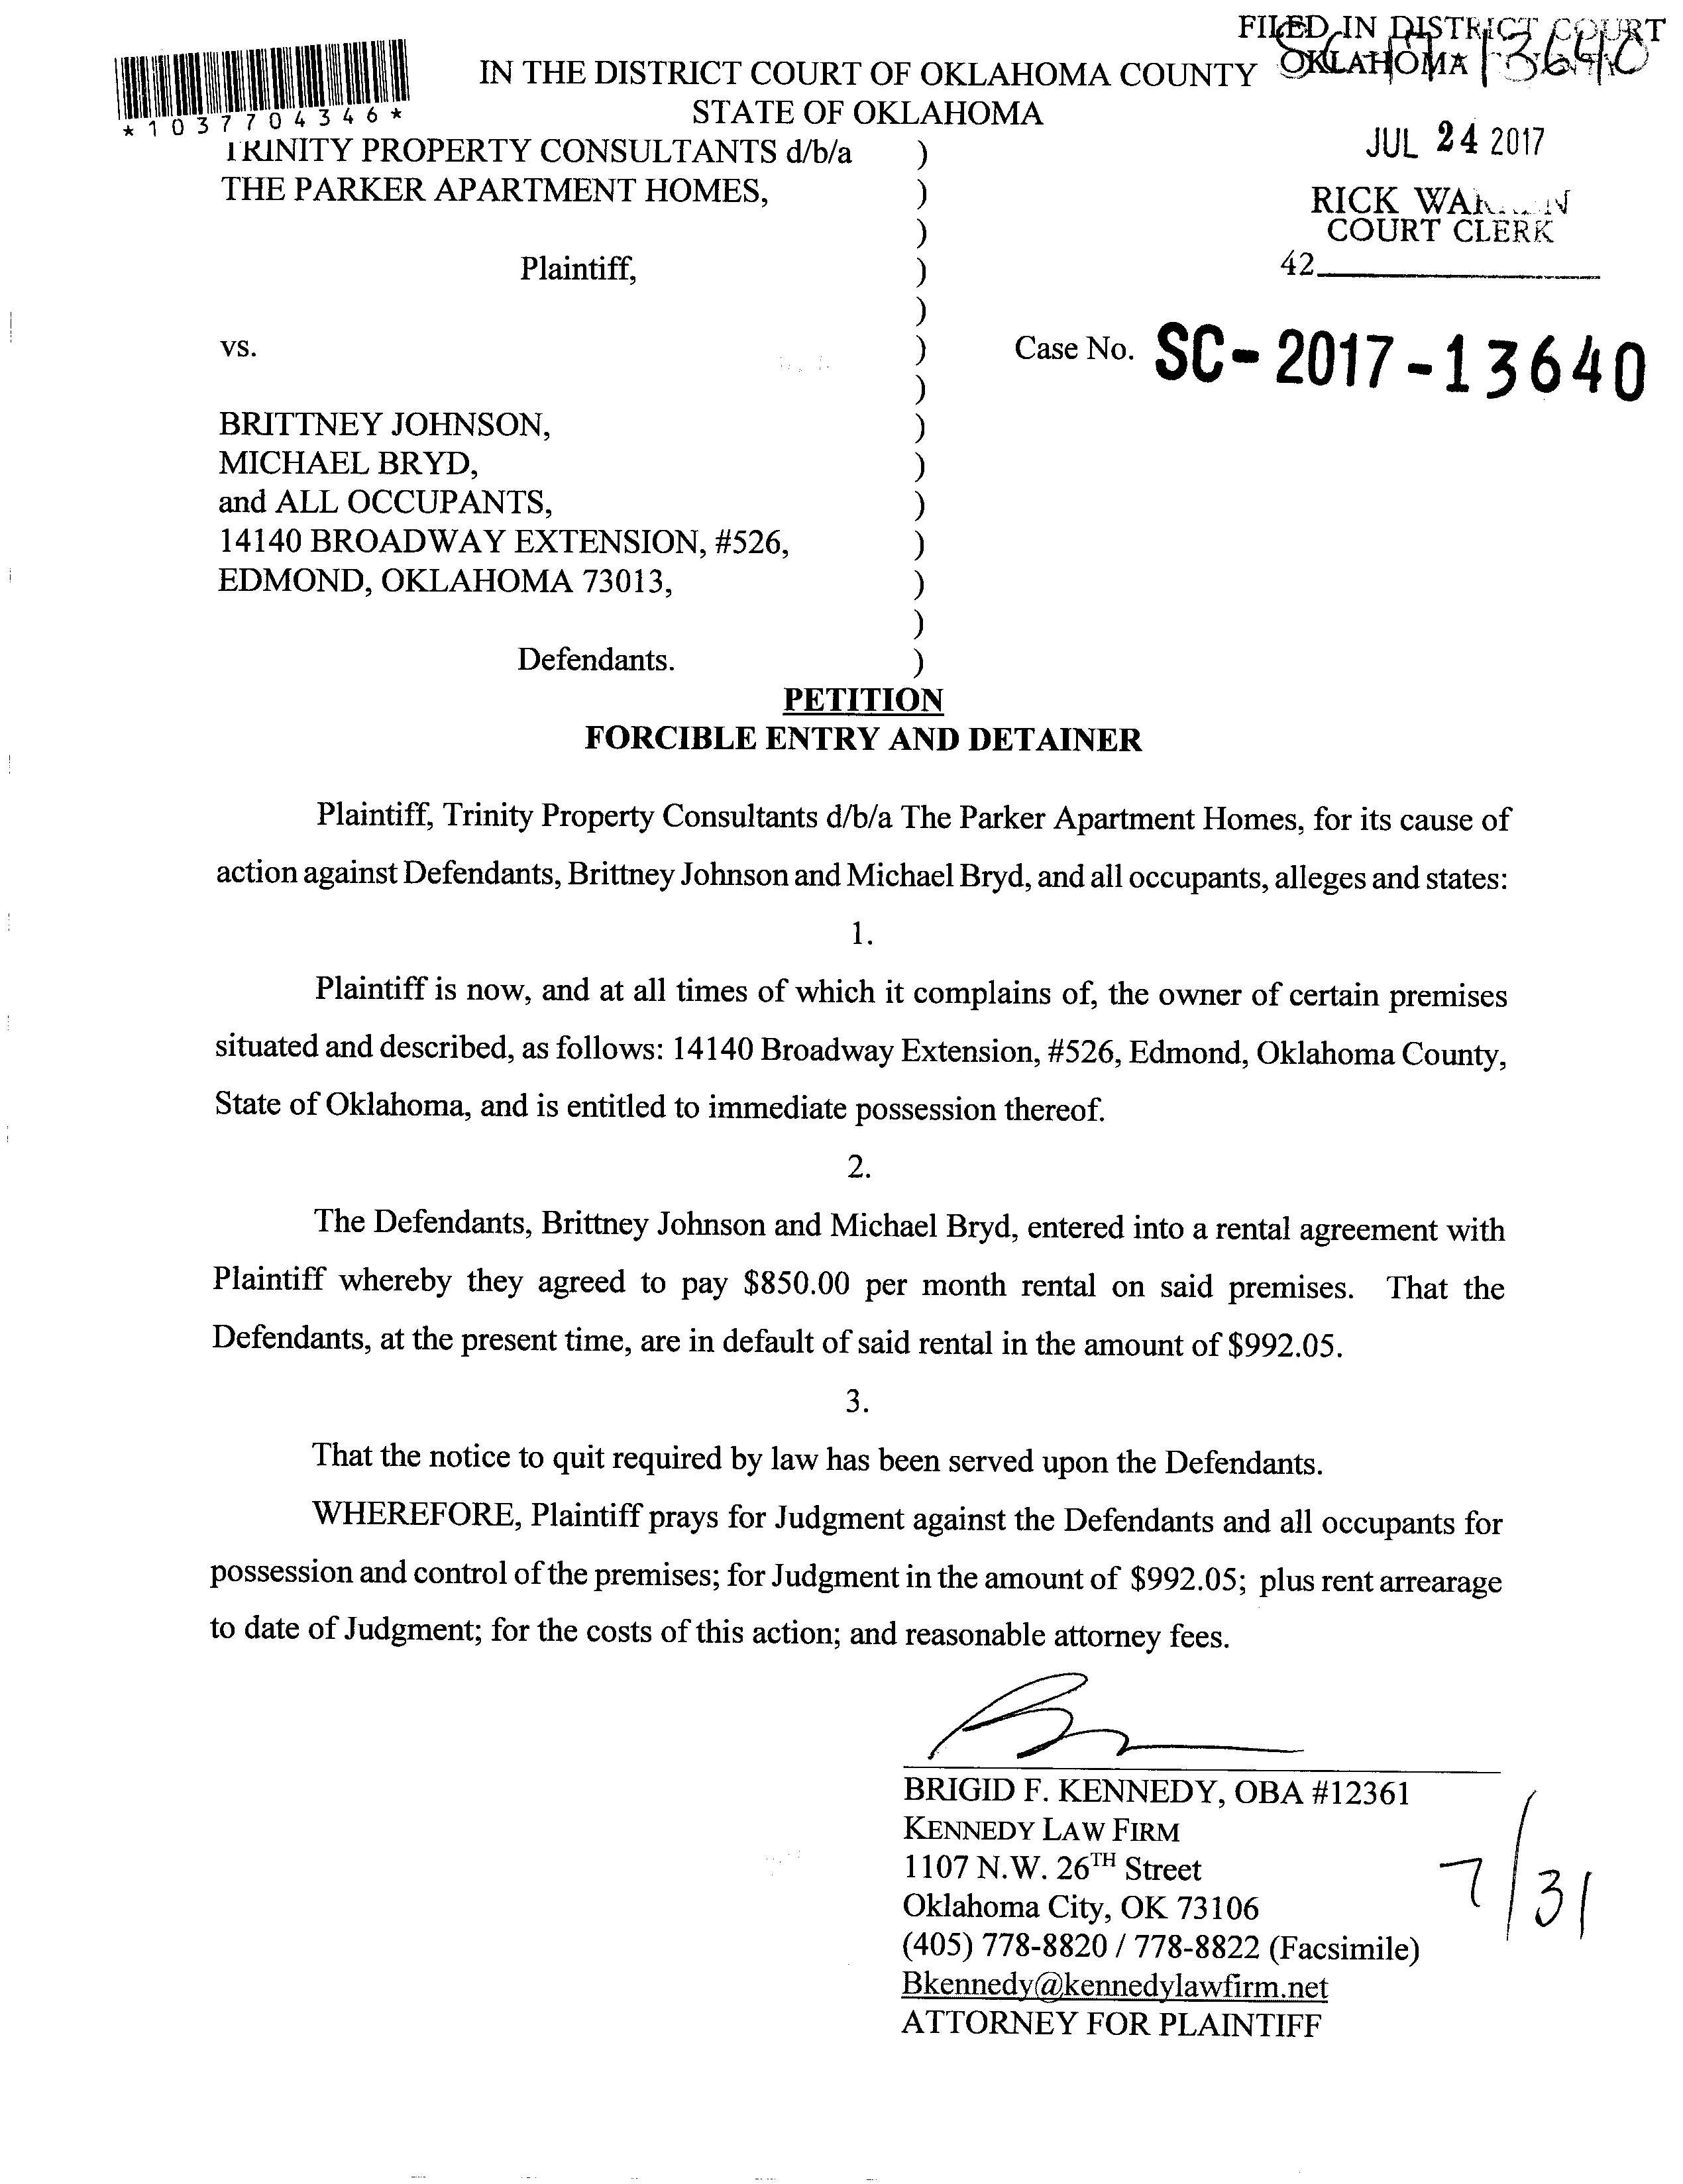 FILED IN DISTRICT COURT
OKLAHOMA
13640
*1037704346*
IN THE DISTRICT COURT OF OKLAHOMA COUNTY
STATE OF OKLAHOMA
JUL 24 2017
RICK
COURT CLERK
42
TRINITY PROPERTY CONSULTANTS d/b/a )
THE PARKER APARTMENT HOMES, )
)
Plaintiff, )
)
vs. ) Case No. SC-2017-13640
)
BRITTNEY JOHNSON, )
MICHAEL BRYD, )
and ALL OCCUPANTS, )
14140 BROADWAY EXTENSION, #526, )
EDMOND, OKLAHOMA 73013, )
)
Defendants. )
PETITION
FORCIBLE ENTRY AND DETAINER
Plaintiff, Trinity Property Consultants d/b/a The Parker Apartment Homes, for its cause of
action against Defendants, Brittney Johnson and Michael Bryd, and all occupants, alleges and states:
1.
Plaintiff is now, and at all times of which it complains of, the owner of certain premises
situated and described, as follows: 14140 Broadway Extension, #526, Edmond, Oklahoma County,
State of Oklahoma, and is entitled to immediate possession thereof.
2.
The Defendants, Brittney Johnson and Michael Bryd, entered into a rental agreement with
Plaintiff whereby they agreed to pay $850.00 per month rental on said premises. That the
Defendants, at the present time, are in default of said rental in the amount of $992.05.
3.
That the notice to quit required by law has been served upon the Defendants.
WHEREFORE, Plaintiff prays for Judgment against the Defendants and all occupants for
possession and control of the premises; for Judgment in the amount of $992.05; plus rent arrearage
to date of Judgment; for the costs of this action; and reasonable attorney fees.
BRIGID F. KENNEDY, OBA #12361
KENNEDY LAW FIRM
1107 N.W. 26TH Street
Oklahoma City, OK 73106
(405) 778-8820 / 778-8822 (Facsimile)
Bkennedy@kennedylawfirm.net
ATTORNEY FOR PLAINTIFF
7/31